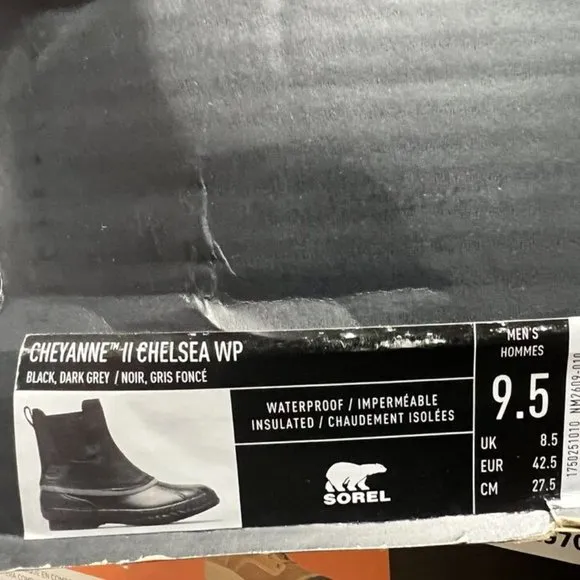 CHEYANNE™ II CHELSEA WP
BLACK, DARK GREY / NOIR, GRIS FONCÉ
WATERPROOF / IMPERMÉABLE
INSULATED / CHAUDEMENT ISOLÉES
SOREL
MEN'S
HOMMES
9.5
UK 8.5
EUR 42.5
CM 27.5
1750251010 NM2609-010